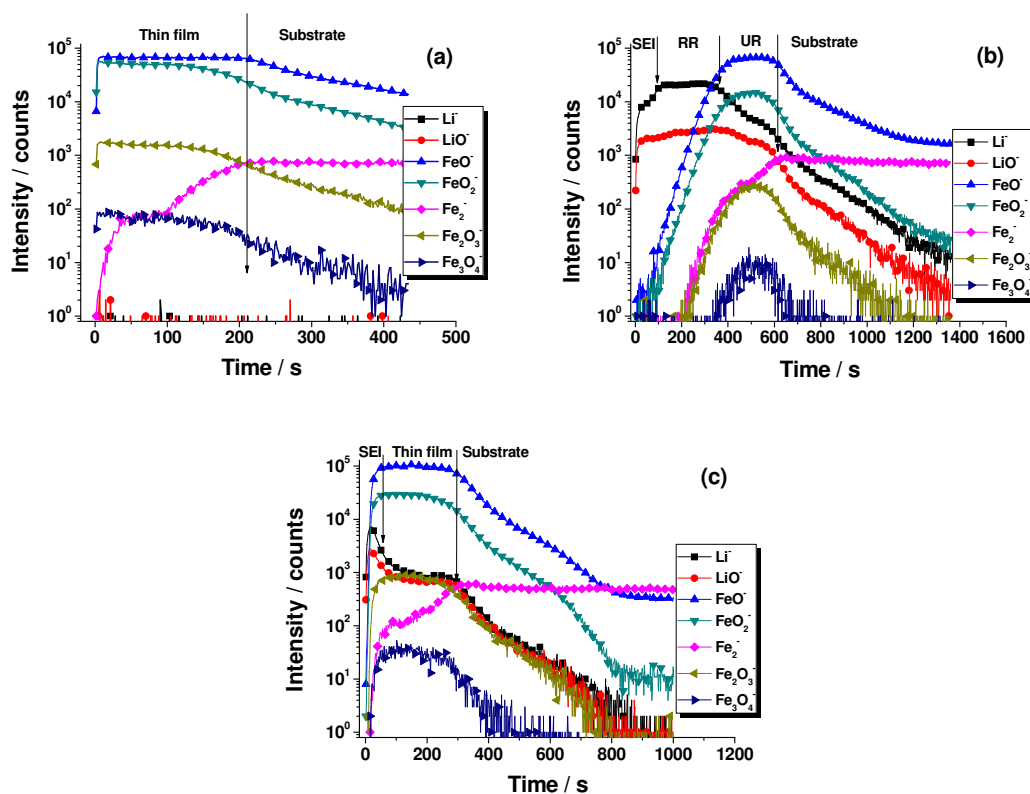 Thin film Substrate
(a)
Intensity / counts
10⁵
10⁴
10³
10²
10¹
10⁰
0 100 200 300 400 500
Time / s
Li⁻
LiO⁻
FeO⁻
FeO₂⁻
Fe₂⁻
Fe₂O₃⁻
Fe₃O₄⁻
SEI RR UR Substrate
(b)
Intensity / counts
10⁵
10⁴
10³
10²
10¹
10⁰
0 200 400 600 800 1000 1200 1400 1600
Time / s
Li⁻
LiO⁻
FeO⁻
FeO₂⁻
Fe₂⁻
Fe₂O₃⁻
Fe₃O₄⁻
SEI Thin film Substrate
(c)
Intensity / counts
10⁵
10⁴
10³
10²
10¹
10⁰
0 200 400 600 800 1000 1200
Time / s
Li⁻
LiO⁻
FeO⁻
FeO₂⁻
Fe₂⁻
Fe₂O₃⁻
Fe₃O₄⁻